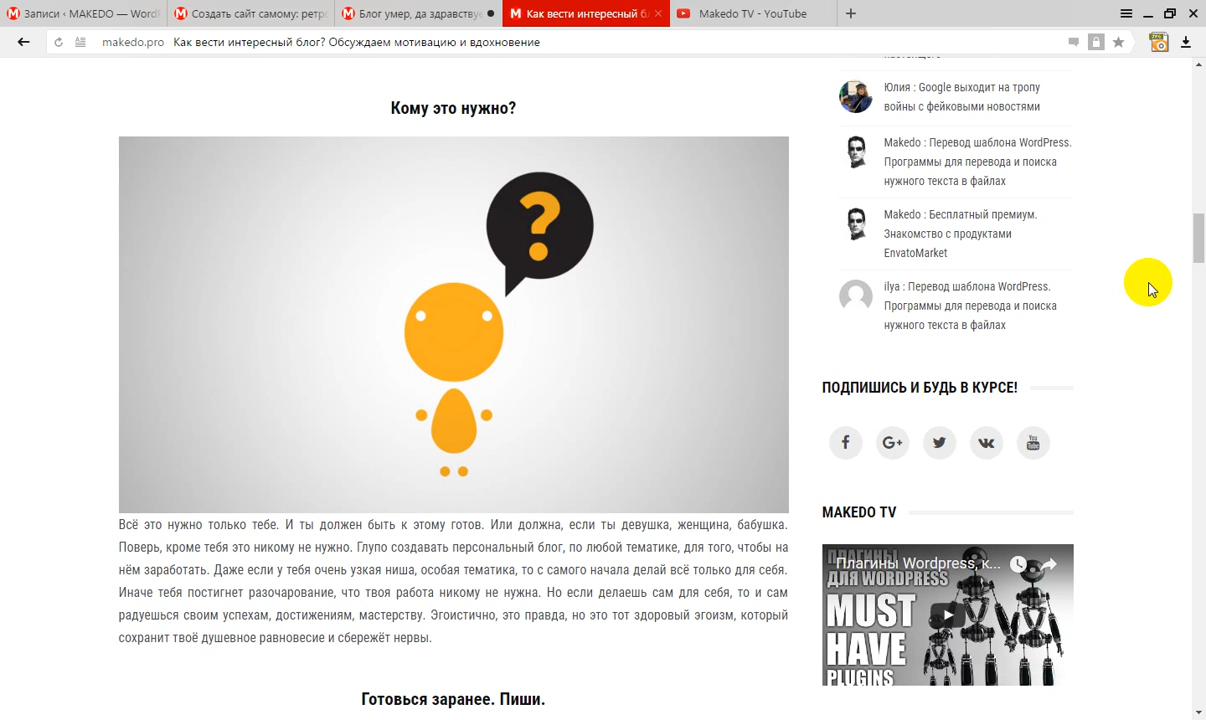 Записи ‹ MAKEDO — Word
Создать сайт самому: ретр
Блог умер, да здравствуе
Как вести интересный б
Makedo TV - YouTube
makedo.pro
Как вести интересный блог? Обсуждаем мотивацию и вдохновение
Кому это нужно?
?
Всё это нужно только тебе. И ты должен быть к этому готов. Или должна, если ты девушка, женщина, бабушка.
Поверь, кроме тебя это никому не нужно. Глупо создавать персональный блог, по любой тематике, для того, чтобы на
нём заработать. Даже если у тебя очень узкая ниша, особая тематика, то с самого начала делай всё только для себя.
Иначе тебя постигнет разочарование, что твоя работа никому не нужна. Но если делаешь сам для себя, то и сам
радуешься своим успехам, достижениям, мастерству. Эгоистично, это правда, но это тот здоровый эгоизм, который
сохранит твоё душевное равновесие и сбережёт нервы.
Готовься заранее. Пиши.
Юлия : Google выходит на тропу
войны с фейковыми новостями
Makedo : Перевод шаблона WordPress.
Программы для перевода и поиска
нужного текста в файлах
Makedo : Бесплатный премиум.
Знакомство с продуктами
EnvatoMarket
ilya : Перевод шаблона WordPress.
Программы для перевода и поиска
нужного текста в файлах
ПОДПИШИСЬ И БУДЬ В КУРСЕ!
MAKEDO TV
Плагины Wordpress, к...
ПЛАГИНЫ
ДЛЯ WORDPRESS
MUST
HAVE
PLUGINS